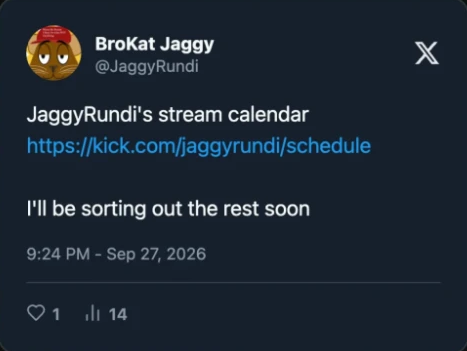 BroKat Jaggy
@JaggyRundi
JaggyRundi's stream calendar
https://kick.com/jaggyrundi/schedule
I'll be sorting out the rest soon
9:24 PM - Sep 27, 2026
1 14